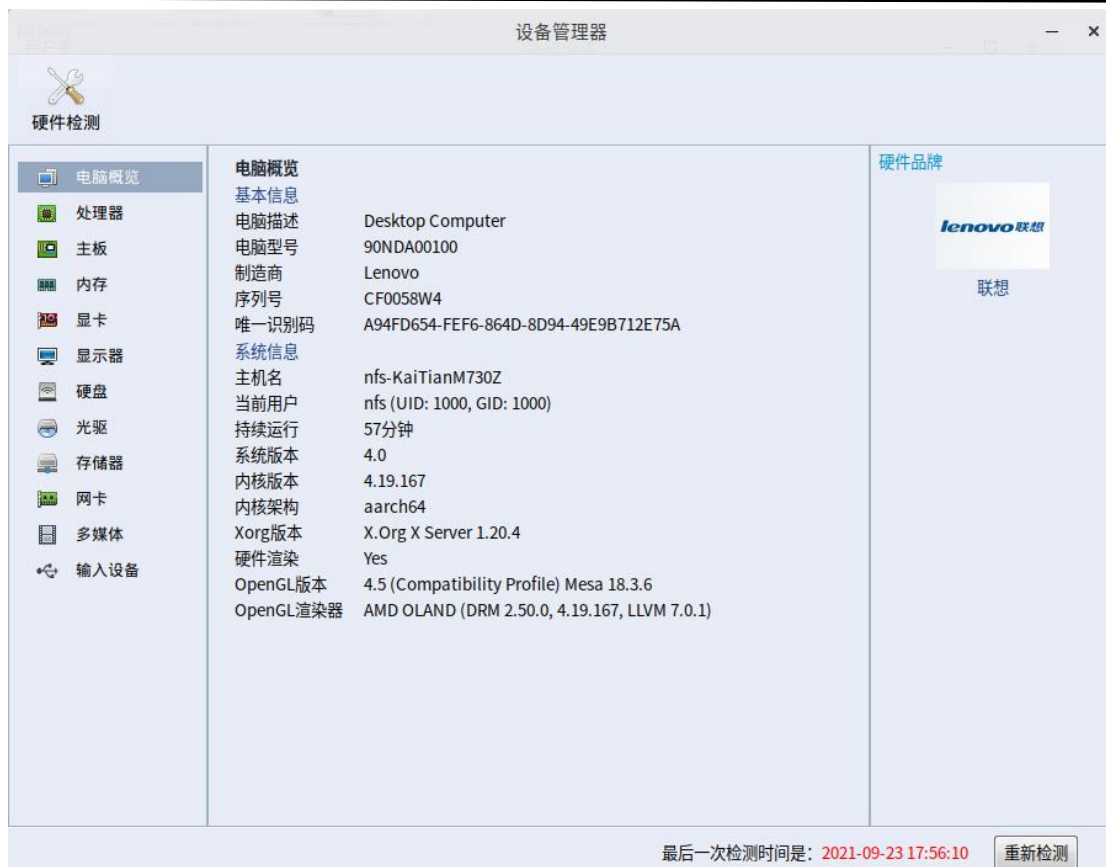 设备管理器
硬件检测
电脑概览
处理器
主板
内存
显卡
显示器
硬盘
光驱
存储器
网卡
多媒体
输入设备
电脑概览
基本信息
电脑描述 Desktop Computer
电脑型号 90NDA00100
制造商 Lenovo
序列号 CF0058W4
唯一识别码 A94FD654-FEF6-864D-8D94-49E9B712E75A
系统信息
主机名 nfs-KaiTianM730Z
当前用户 nfs (UID: 1000, GID: 1000)
持续运行 57分钟
系统版本 4.0
内核版本 4.19.167
内核架构 aarch64
Xorg版本 X.Org X Server 1.20.4
硬件渲染 Yes
OpenGL版本 4.5 (Compatibility Profile) Mesa 18.3.6
OpenGL渲染器 AMD OLAND (DRM 2.50.0, 4.19.167, LLVM 7.0.1)
硬件品牌
lenovo联想
联想
最后一次检测时间是：2021-09-23 17:56:10 重新检测